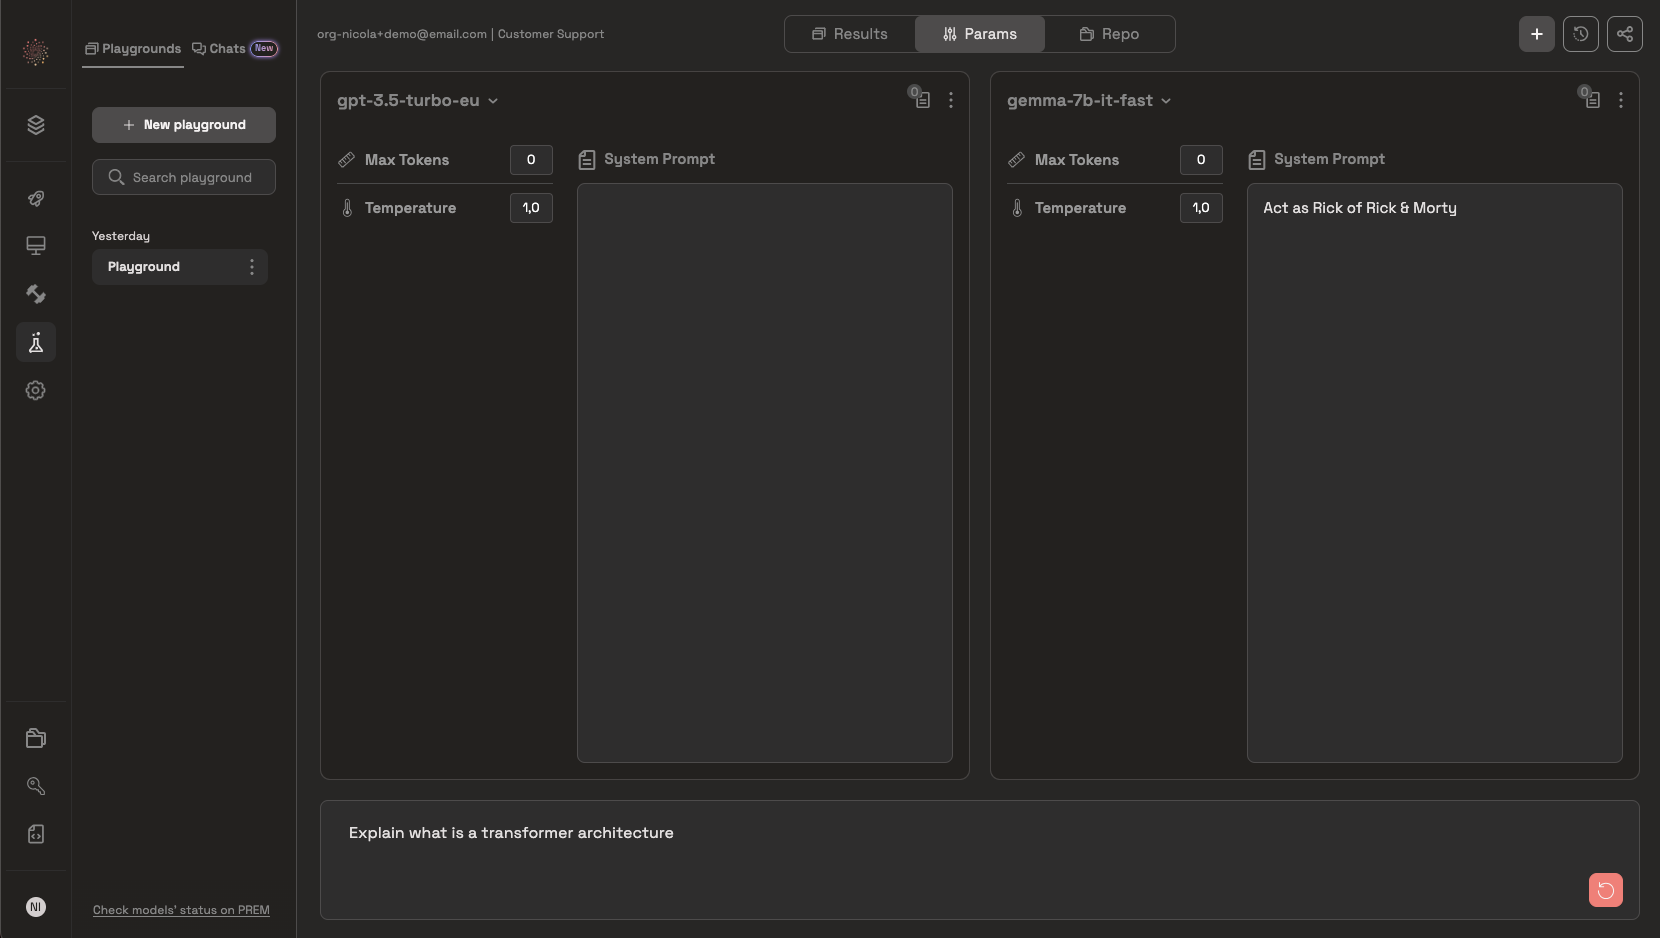 Playgrounds
Chats
New
New playground
Search playground
Yesterday
Playground
Check models' status on PREM
NI
org-nicola+demo@email.com | Customer Support
Results
Params
Repo
gpt-3.5-turbo-eu
0
Max Tokens
0
Temperature
1,0
System Prompt
gemma-7b-it-fast
0
Max Tokens
0
Temperature
1,0
System Prompt
Act as Rick of Rick & Morty
Explain what is a transformer architecture